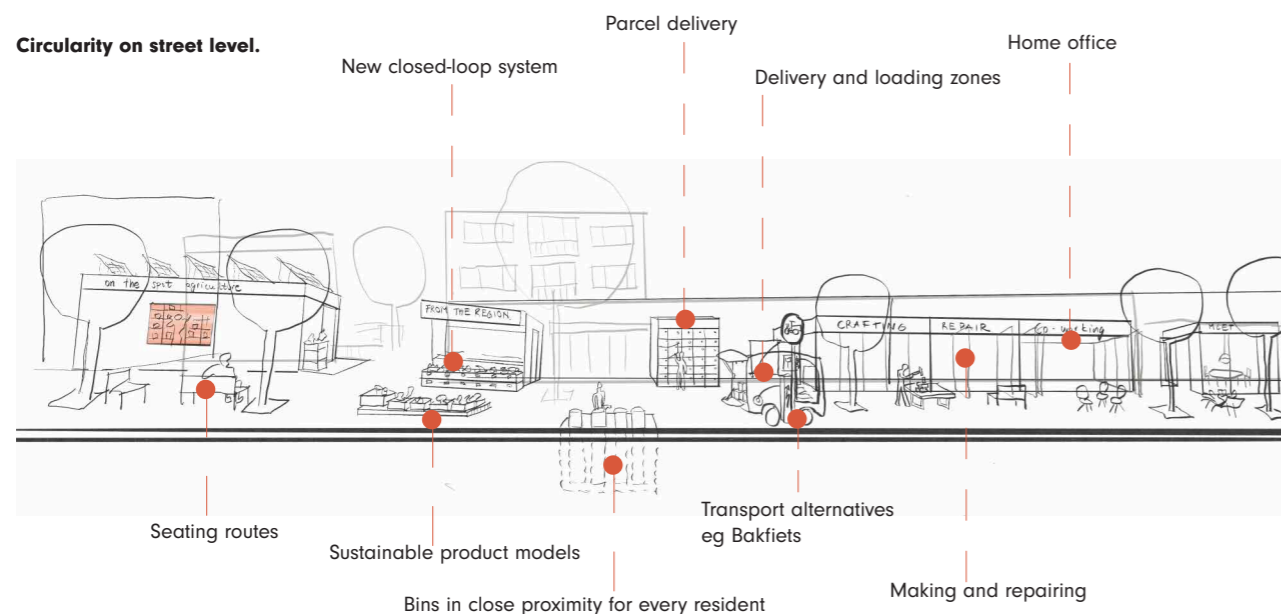 Circularity on street level.
Parcel delivery
Home office
New closed-loop system
Delivery and loading zones
on the spot agriculture
FROM THE REGION.
CRAFTING
REPAIR
Co-working
MEET
Seating routes
Sustainable product models
Bins in close proximity for every resident
Transport alternatives
eg Bakfiets
Making and repairing